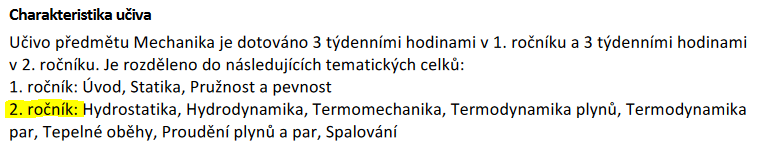 Charakteristika učiva
Učivo předmětu Mechanika je dotováno 3 týdenními hodinami v 1. ročníku a 3 týdenními hodinami
v 2. ročníku. Je rozděleno do následujících tematických celků:
1. ročník: Úvod, Statika, Pružnost a pevnost
2. ročník: Hydrostatika, Hydrodynamika, Termomechanika, Termodynamika plynů, Termodynamika
par, Tepelné oběhy, Proudění plynů a par, Spalování